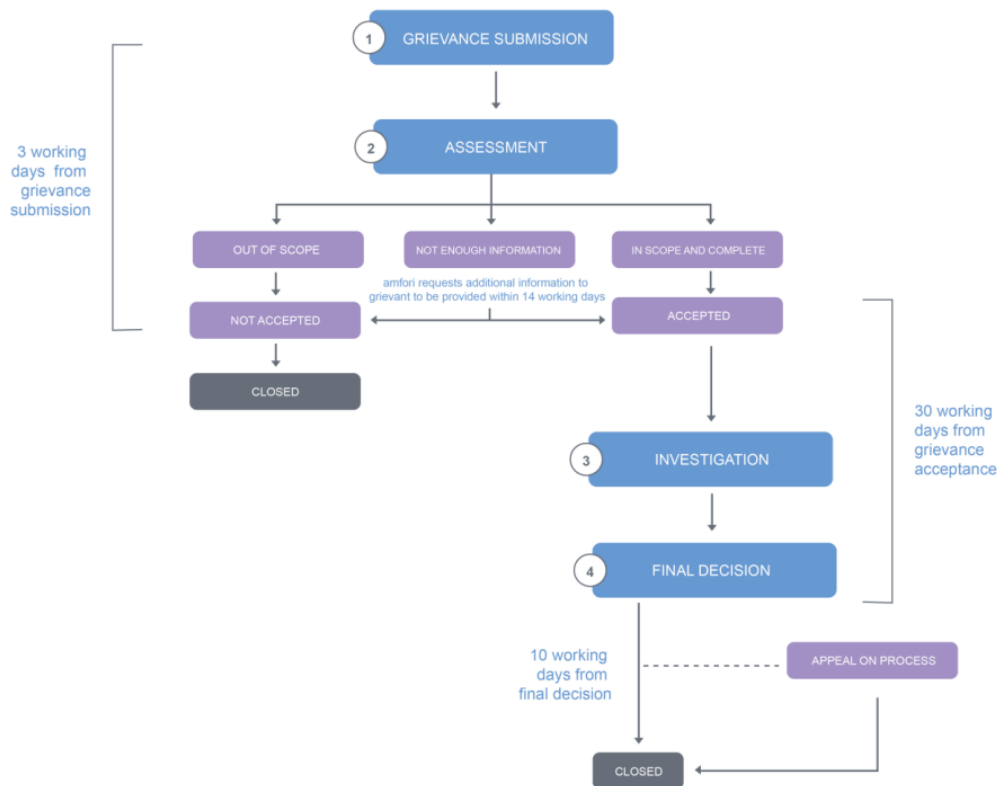 1
GRIEVANCE SUBMISSION
2
ASSESSMENT
3 working
days from
grievance
submission
OUT OF SCOPE
NOT ENOUGH INFORMATION
IN SCOPE AND COMPLETE
amfori requests additional information to
grievant to be provided within 14 working days
NOT ACCEPTED
ACCEPTED
CLOSED
30 working
days from
grievance
acceptance
3
INVESTIGATION
4
FINAL DECISION
10 working
days from
final decision
APPEAL ON PROCESS
CLOSED